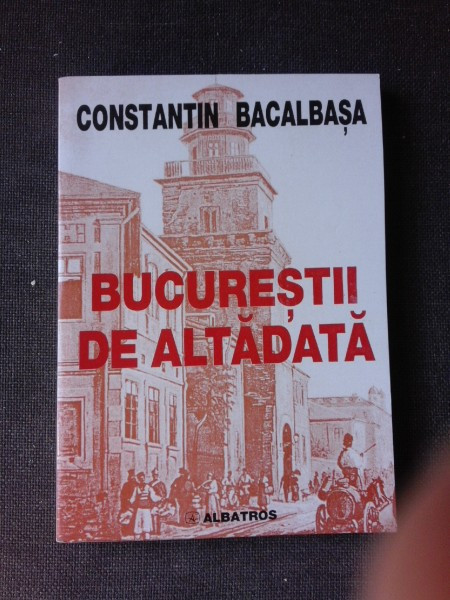 CONSTANTIN BACALBAȘA
BUCUREȘTII
DE ALTĂDATĂ
ALBATROS